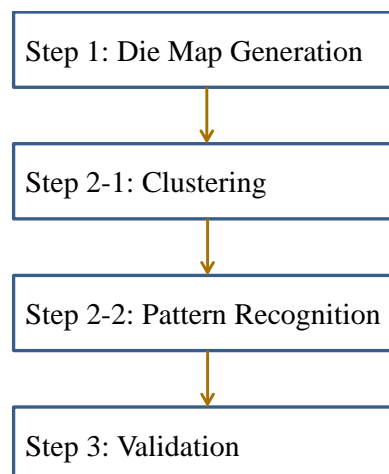 Step 1: Die Map Generation
Step 2-1: Clustering
Step 2-2: Pattern Recognition
Step 3: Validation